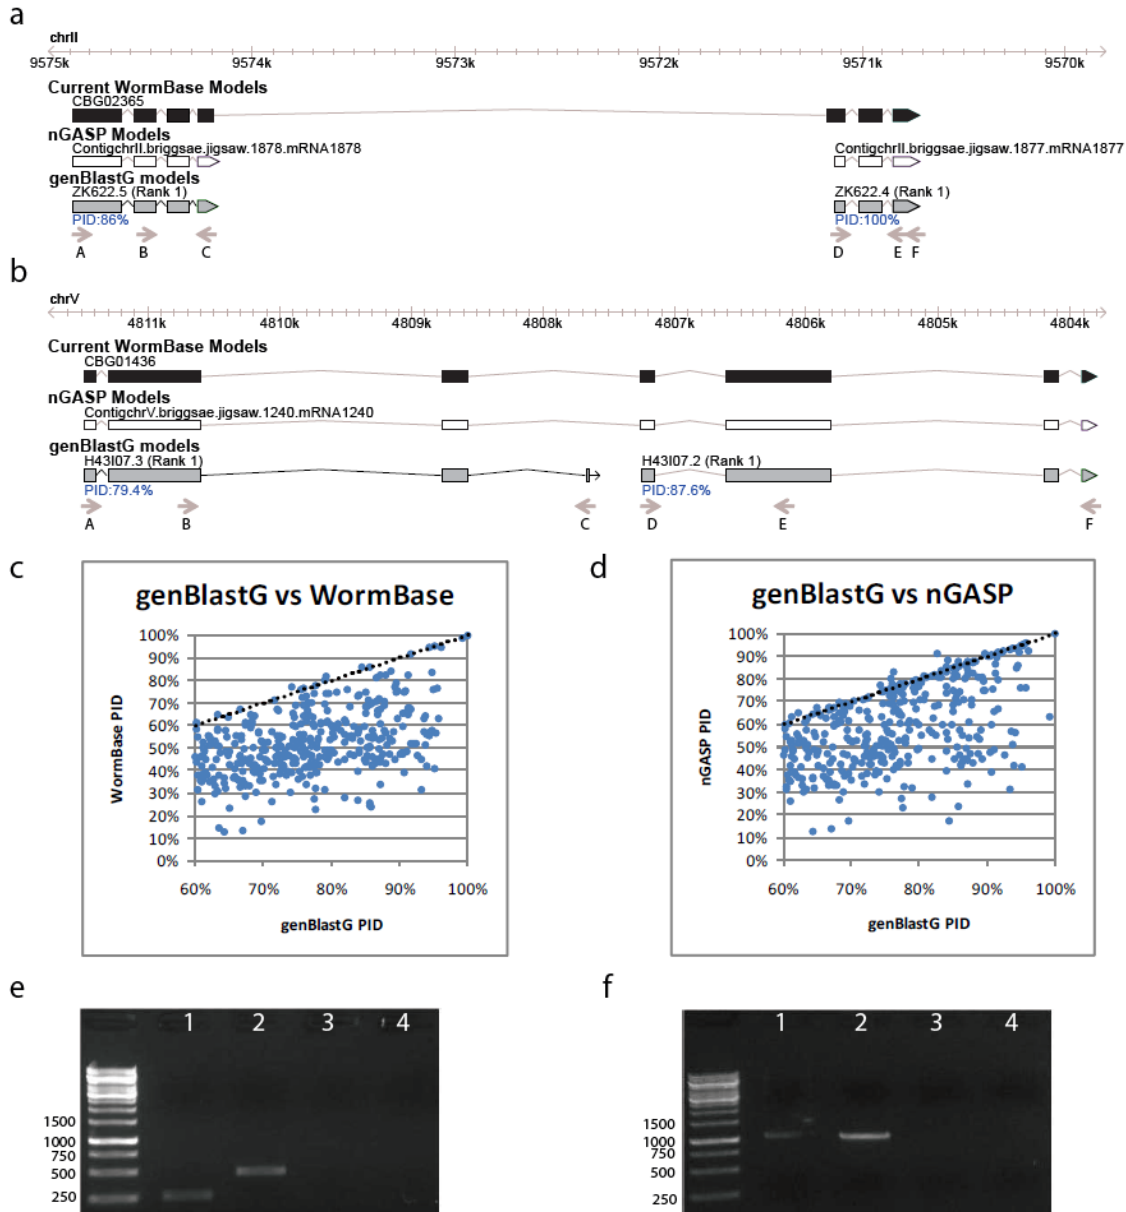 a
chrII
9575k 9574k 9573k 9572k 9571k 9570k
Current WormBase Models
CBG02365
nGASP Models
ContigchrII.briggsae.jigsaw.1878.mRNA1878 ContigchrII.briggsae.jigsaw.1877.mRNA1877
genBlastG models
ZK622.5 (Rank 1) ZK622.4 (Rank 1)
PID:86% PID:100%
A B C D E F
b
chrV
4811k 4810k 4809k 4808k 4807k 4806k 4805k 4804k
Current WormBase Models
CBG01436
nGASP Models
ContigchrV.briggsae.jigsaw.1240.mRNA1240
genBlastG models
H43I07.3 (Rank 1) H43I07.2 (Rank 1)
PID:79.4% PID:87.6%
A B C D E F
c
genBlastG vs WormBase
100%
90%
80%
70%
60%
50%
40%
30%
20%
10%
0%
WormBase PID
60% 70% 80% 90% 100%
genBlastG PID
d
genBlastG vs nGASP
100%
90%
80%
70%
60%
50%
40%
30%
20%
10%
0%
nGASP PID
60% 70% 80% 90% 100%
genBlastG PID
e
1 2 3 4
1500
1000
750
500
250
f
1 2 3 4
1500
1000
750
500
250